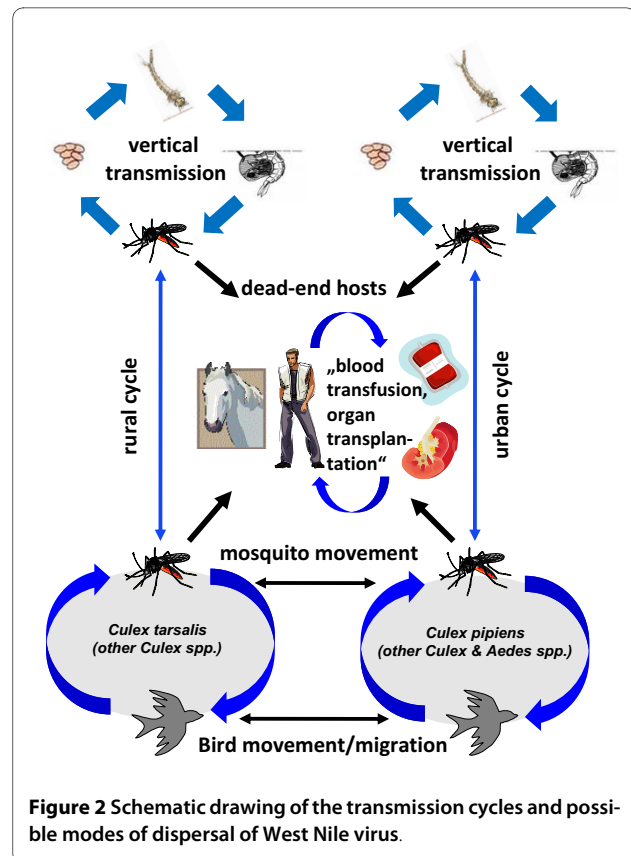 vertical
transmission
vertical
transmission
dead-end hosts
rural cycle
„blood
transfusion,
organ
transplan-
tation“
urban cycle
mosquito movement
Culex tarsalis
(other Culex spp.)
Culex pipiens
(other Culex & Aedes spp.)
Bird movement/migration
Figure 2 Schematic drawing of the transmission cycles and possi-
ble modes of dispersal of West Nile virus.